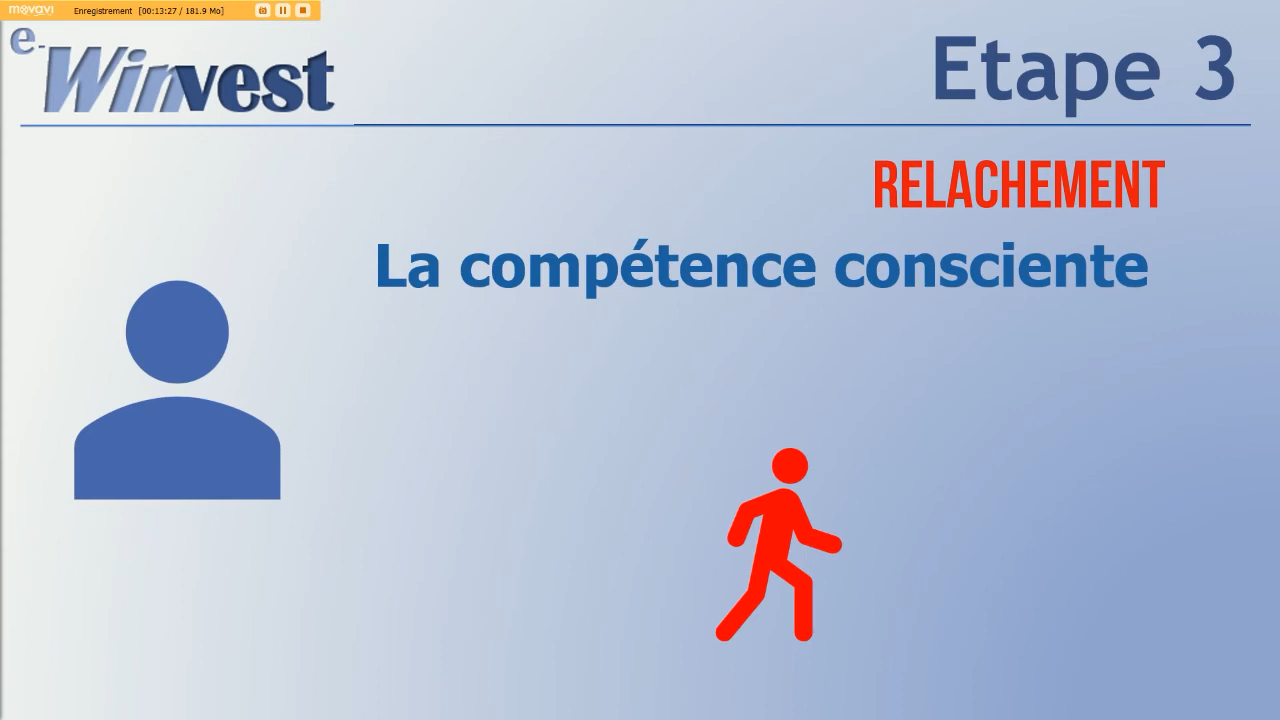 movavi Enregistrement [00:13:27 / 181.9 Mo]
e-Winvest
Etape 3
RELACHEMENT
La compétence consciente